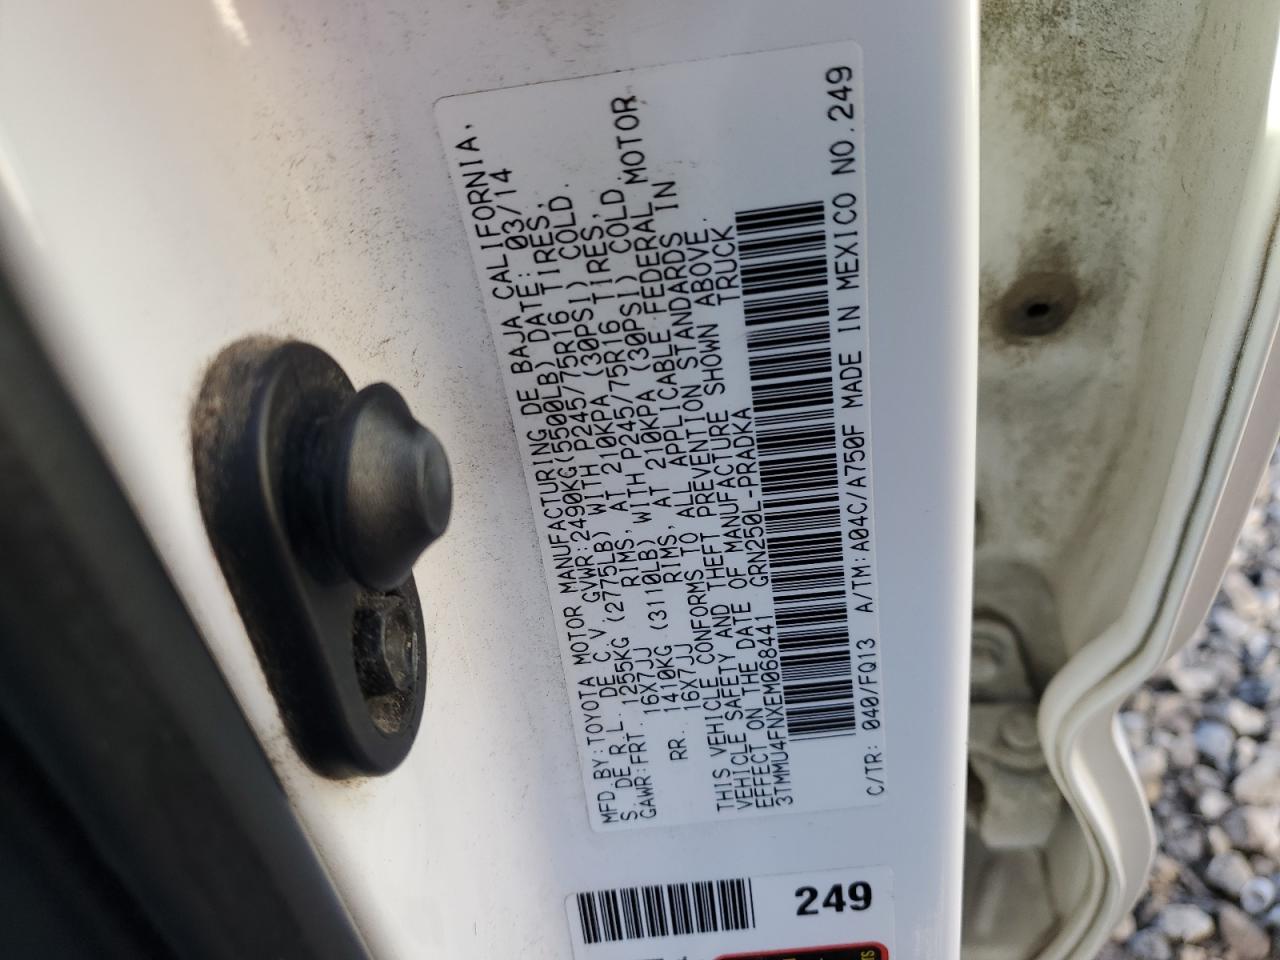 MFD. BY: TOYOTA MOTOR MANUFACTURING DE BAJA CALIFORNIA,
S. DE R.L. DE C.V. GVWR: 2490KG(5500LB) DATE: 03/14
GAWR: FRT. 1255KG (2775LB) WITH P245/75R16 TIRES,
16X7JJ RIMS, AT 210KPA (30PSI) COLD.
RR. 1410KG (3110LB) WITH P245/75R16 TIRES,
16X7JJ RIMS, AT 210KPA (30PSI) COLD.
THIS VEHICLE CONFORMS TO ALL APPLICABLE FEDERAL MOTOR
VEHICLE SAFETY AND THEFT PREVENTION STANDARDS IN
EFFECT ON THE DATE OF MANUFACTURE SHOWN ABOVE.
3TMMU4FNXEM068441 GRN250L-PRADKA TRUCK
C/TR: 040/FQ13 A/TM: A04C/A750F MADE IN MEXICO NO. 249
249